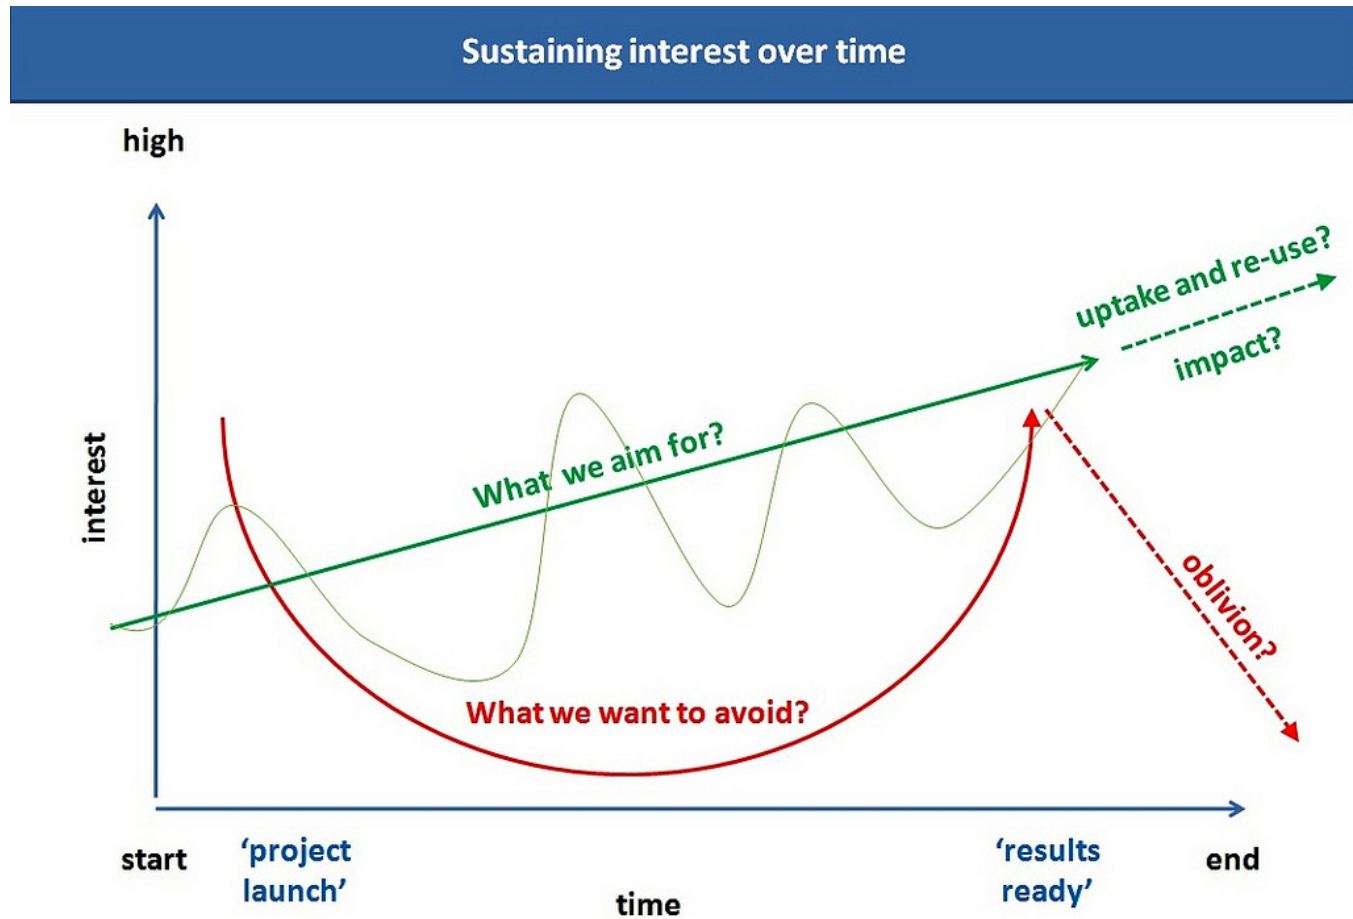 Sustaining interest over time
high
uptake and re-use?
impact?
What we aim for?
interest
oblivion?
What we want to avoid?
start
‘project
launch’
‘results
ready’
end
time